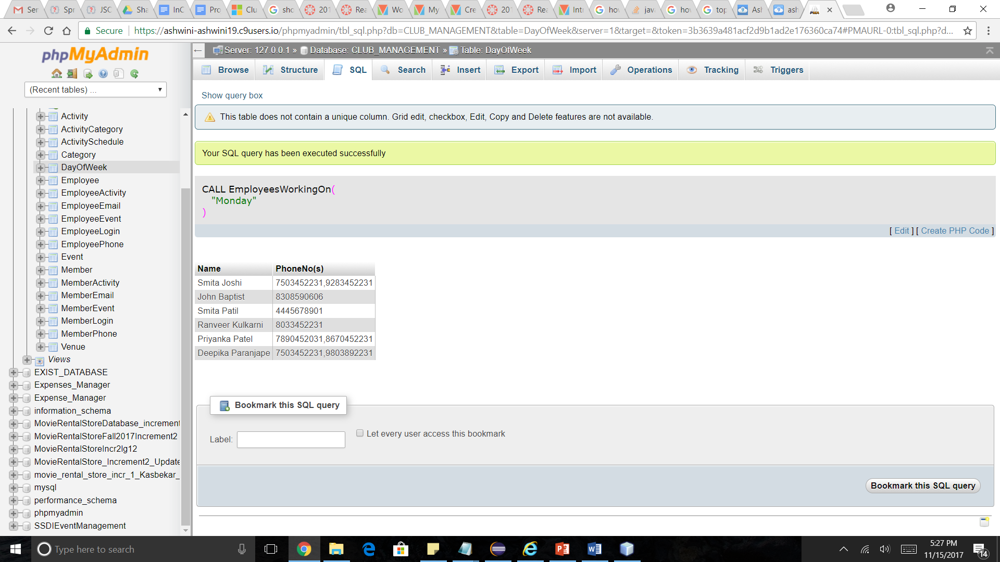 Ser
Spr
JSC
Sha
InC
Pro
Clu
sho
201
Rea
Wo
My
Cre
201
Rea
Intr
hov
java
hov
top
Ash
ash
Secure
https://ashwini-ashwini19.c9users.io/phpmyadmin/tbl_sql.php?db=CLUB_MANAGEMENT&table=DayOfWeek&server=1&target=&token=3b3639a481acf2d9b1ad2e176360ca74#PMAURL-0:tbl_sql.php?d...
phpMyAdmin
(Recent tables) ...
Activity
ActivityCategory
ActivitySchedule
Category
DayOfWeek
Employee
EmployeeActivity
EmployeeEmail
EmployeeEvent
EmployeeLogin
EmployeePhone
Event
Member
MemberActivity
MemberEmail
MemberEvent
MemberLogin
MemberPhone
Venue
Views
EXIST_DATABASE
Expenses_Manager
Expense_Manager
information_schema
MovieRentalStoreDatabase_increment
MovieRentalStoreFall2017Increment2
MovieRentalStoreIncr2Ig12
MovieRentalStore_Increment2_Update
movie_rental_store_incr_1_Kasbekar_
mysql
performance_schema
phpmyadmin
SSDIEventManagement
Server: 127.0.0.1 » Database: CLUB_MANAGEMENT » Table: DayOfWeek
Browse Structure SQL Search Insert Export Import Operations Tracking Triggers
Show query box
This table does not contain a unique column. Grid edit, checkbox, Edit, Copy and Delete features are not available.
Your SQL query has been executed successfully
CALL EmployeesWorkingOn(
"Monday"
)
[ Edit ] [ Create PHP Code ]
Name PhoneNo(s)
Smita Joshi 7503452231,9283452231
John Baptist 8308590606
Smita Patil 4445678901
Ranveer Kulkarni 8033452231
Priyanka Patel 7890452031,8670452231
Deepika Paranjape 7503452231,9803892231
Bookmark this SQL query
Label:
Let every user access this bookmark
Bookmark this SQL query
Type here to search
5:27 PM
11/15/2017
14